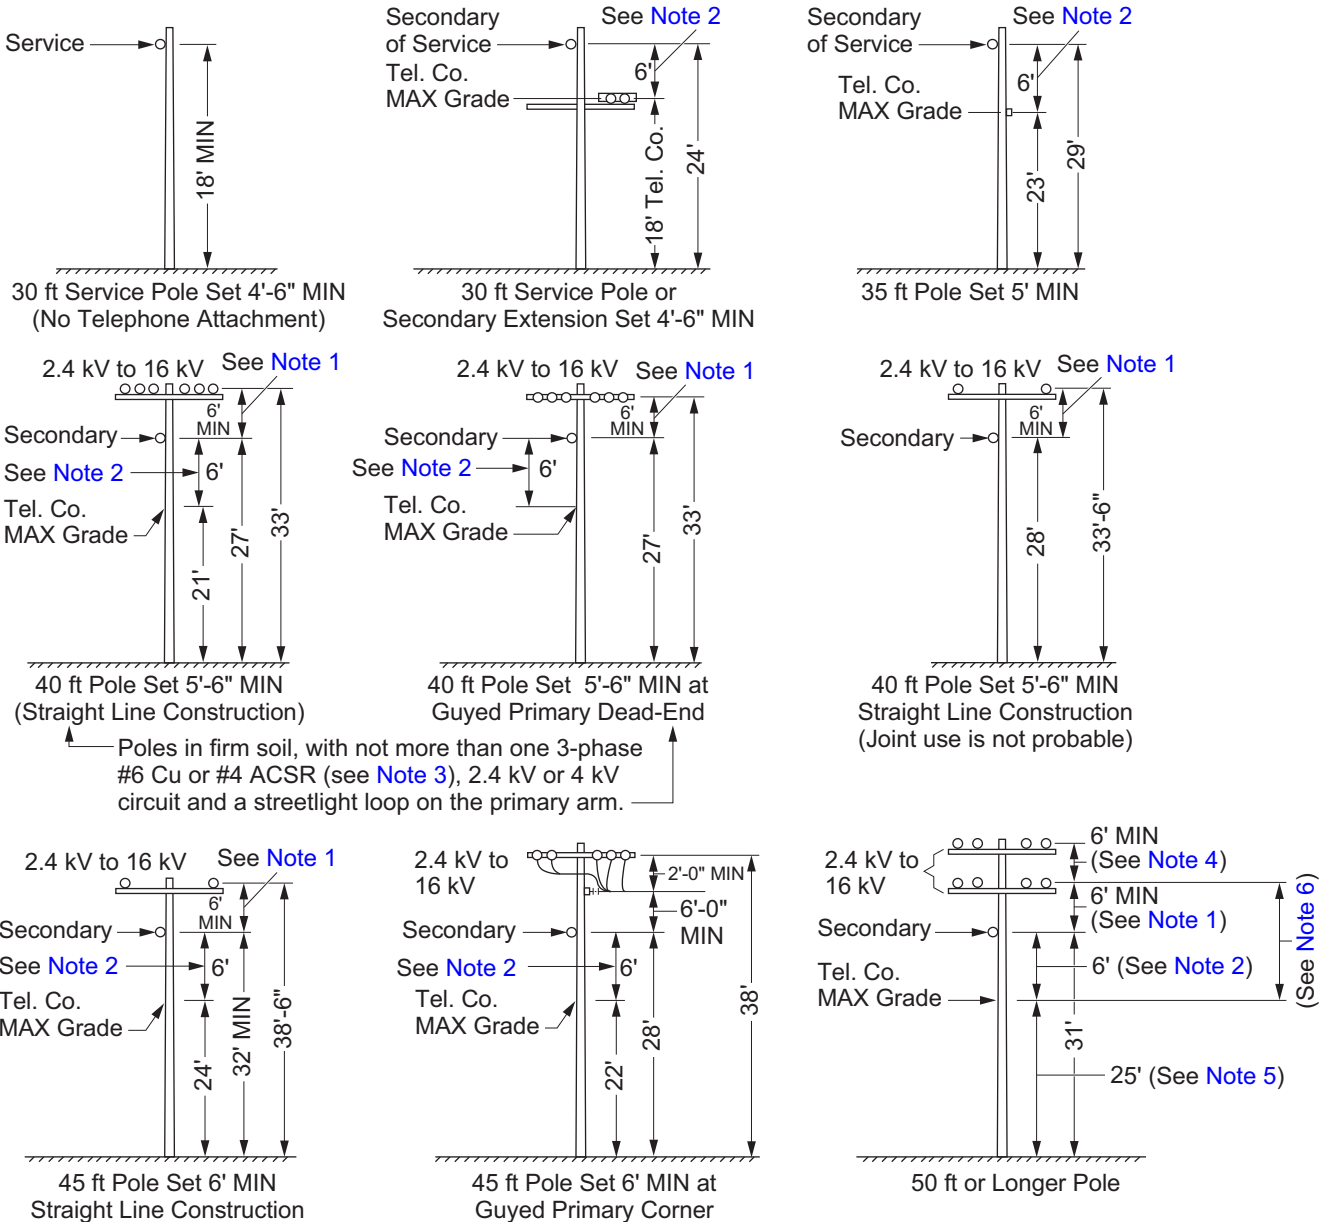 Service
18' MIN
30 ft Service Pole Set 4'-6" MIN
(No Telephone Attachment)
Secondary
of Service
See Note 2
Tel. Co.
MAX Grade
6'
18' Tel. Co.
24'
30 ft Service Pole or
Secondary Extension Set 4'-6" MIN
Secondary
of Service
See Note 2
Tel. Co.
MAX Grade
6'
23'
29'
35 ft Pole Set 5' MIN
2.4 kV to 16 kV
See Note 1
6'
MIN
Secondary
See Note 2
6'
Tel. Co.
MAX Grade
21'
27'
33'
40 ft Pole Set 5'-6" MIN
(Straight Line Construction)
2.4 kV to 16 kV
See Note 1
6'
MIN
Secondary
See Note 2
6'
Tel. Co.
MAX Grade
27'
33'
40 ft Pole Set 5'-6" MIN at
Guyed Primary Dead-End
2.4 kV to 16 kV
See Note 1
6'
MIN
Secondary
28'
33'-6"
40 ft Pole Set 5'-6" MIN
Straight Line Construction
(Joint use is not probable)
Poles in firm soil, with not more than one 3-phase
#6 Cu or #4 ACSR (see Note 3), 2.4 kV or 4 kV
circuit and a streetlight loop on the primary arm.
2.4 kV to 16 kV
See Note 1
6'
MIN
Secondary
See Note 2
6'
Tel. Co.
MAX Grade
24'
32' MIN
38'-6"
45 ft Pole Set 6' MIN
Straight Line Construction
2.4 kV to
16 kV
2'-0" MIN
6'-0"
MIN
Secondary
See Note 2
6'
Tel. Co.
MAX Grade
22'
28'
38'
45 ft Pole Set 6' MIN at
Guyed Primary Corner
2.4 kV to
16 kV
6' MIN
(See Note 4)
6' MIN
(See Note 1)
Secondary
6' (See Note 2)
(See Note 6)
Tel. Co.
MAX Grade
31'
25' (See Note 5)
50 ft or Longer Pole